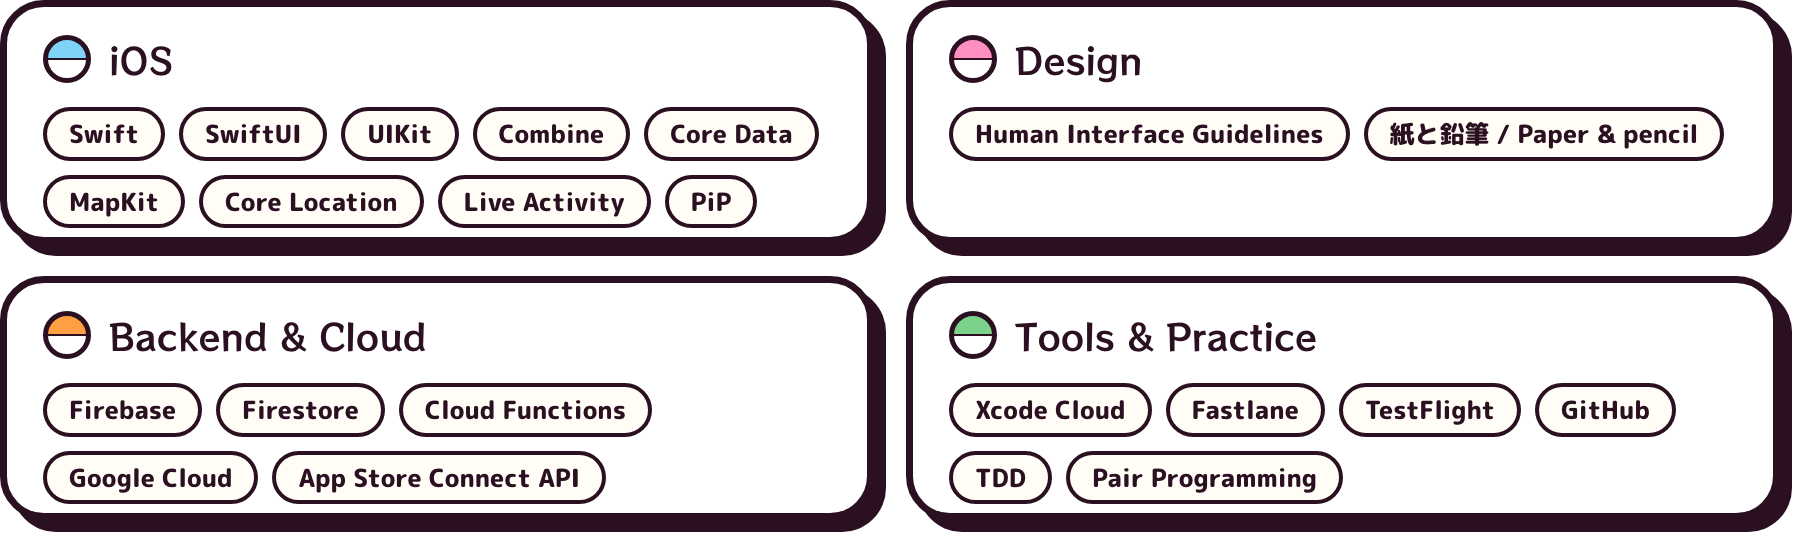 iOS
Swift SwiftUI UIKit Combine Core Data
MapKit Core Location Live Activity PiP
Design
Human Interface Guidelines 紙と鉛筆 / Paper & pencil
Backend & Cloud
Firebase Firestore Cloud Functions
Google Cloud App Store Connect API
Tools & Practice
Xcode Cloud Fastlane TestFlight GitHub
TDD Pair Programming